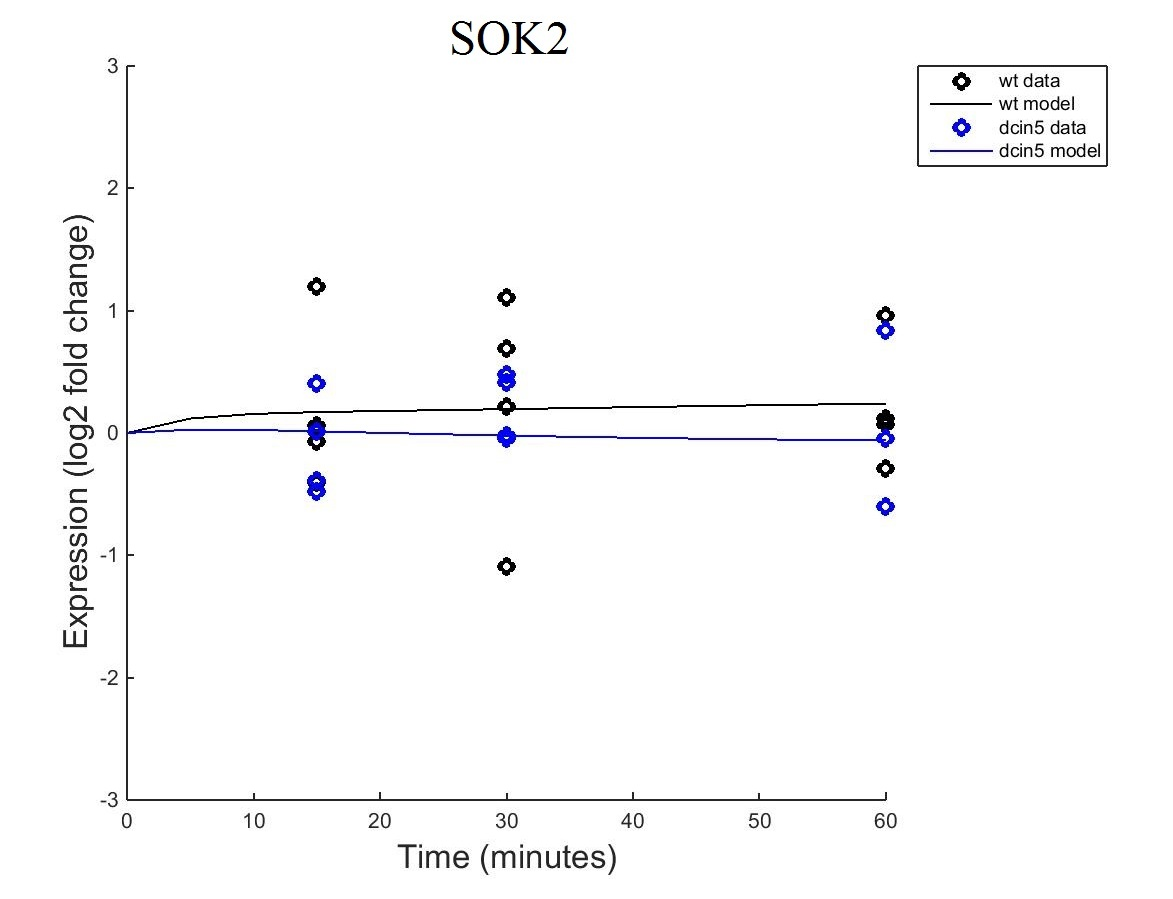 SOK2
wt data
wt model
dcin5 data
dcin5 model
Expression (log2 fold change)
3
2
1
0
-1
-2
-3
0 10 20 30 40 50 60
Time (minutes)